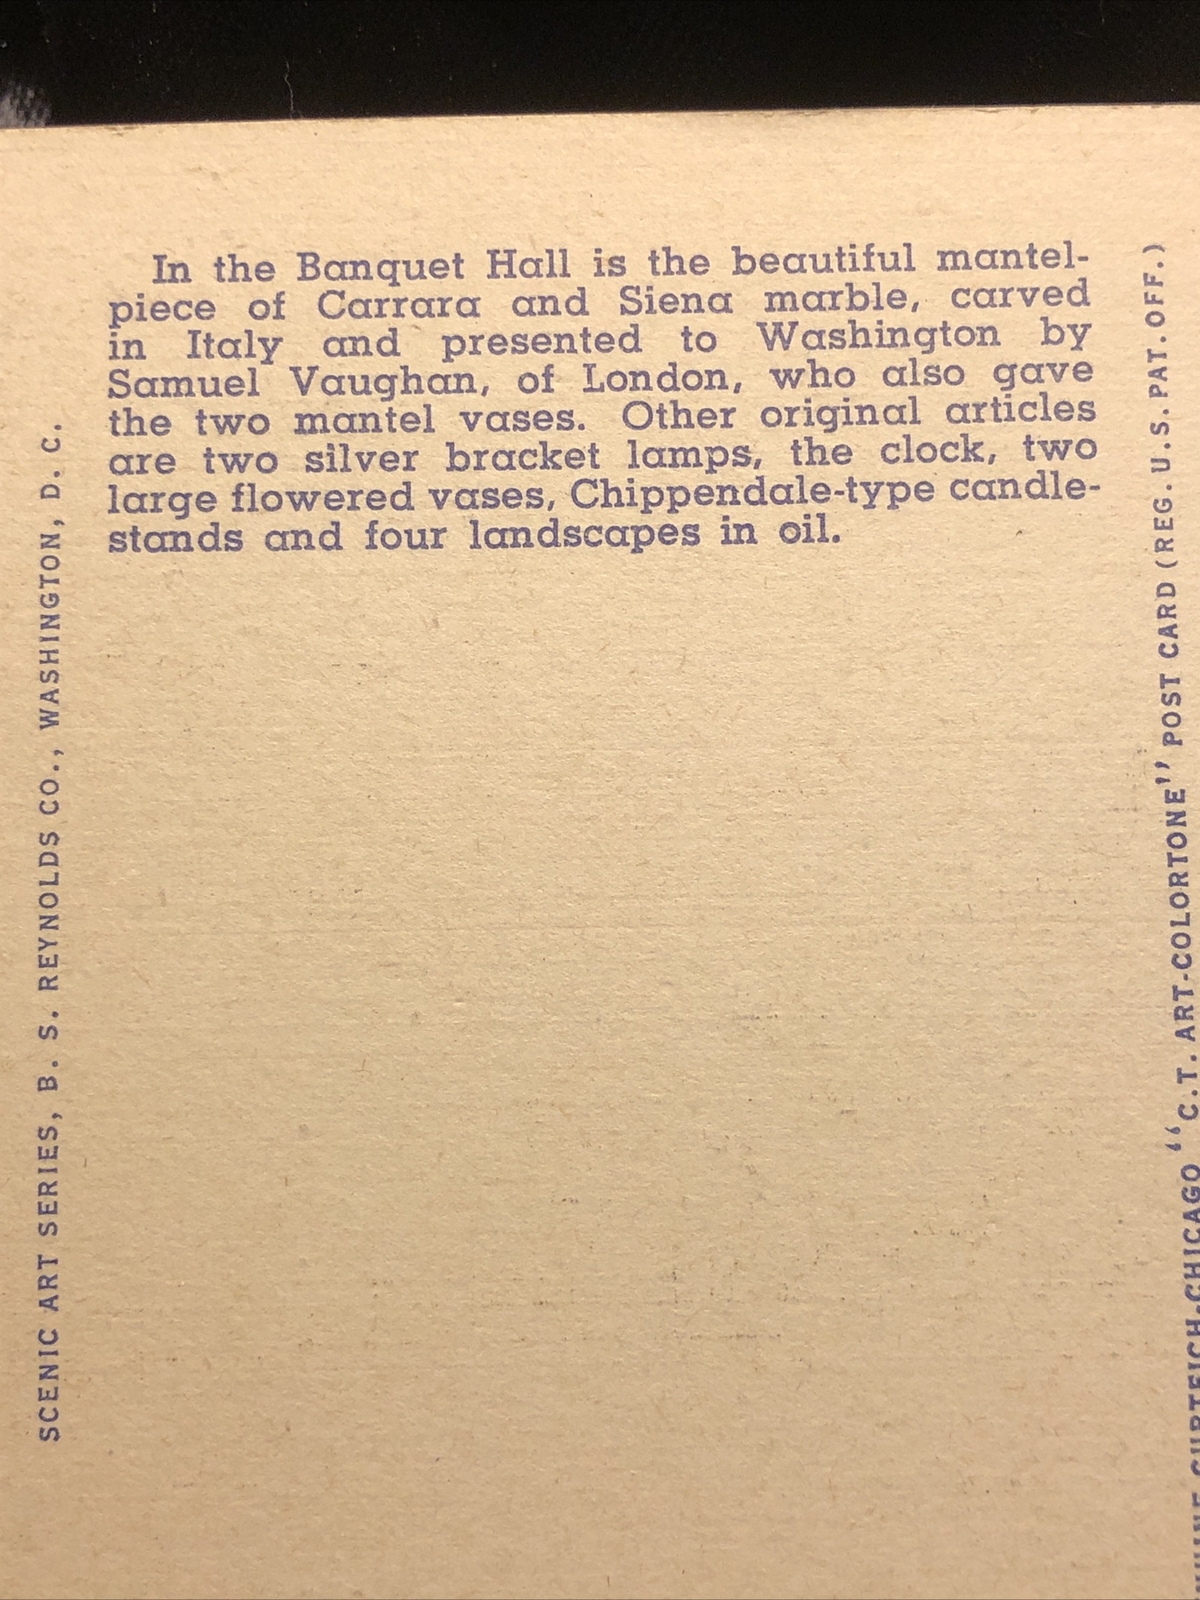 In the Banquet Hall is the beautiful mantel-
piece of Carrara and Siena marble, carved
in Italy and presented to Washington by
Samuel Vaughan, of London, who also gave
the two mantel vases. Other original articles
are two silver bracket lamps, the clock, two
large flowered vases, Chippendale-type candle-
stands and four landscapes in oil.
SCENIC ART SERIES, B. S. REYNOLDS CO., WASHINGTON, D. C.
CURTEICH-CHICAGO “C.T. ART-COLORTONE” POST CARD (REG. U.S. PAT. OFF.)